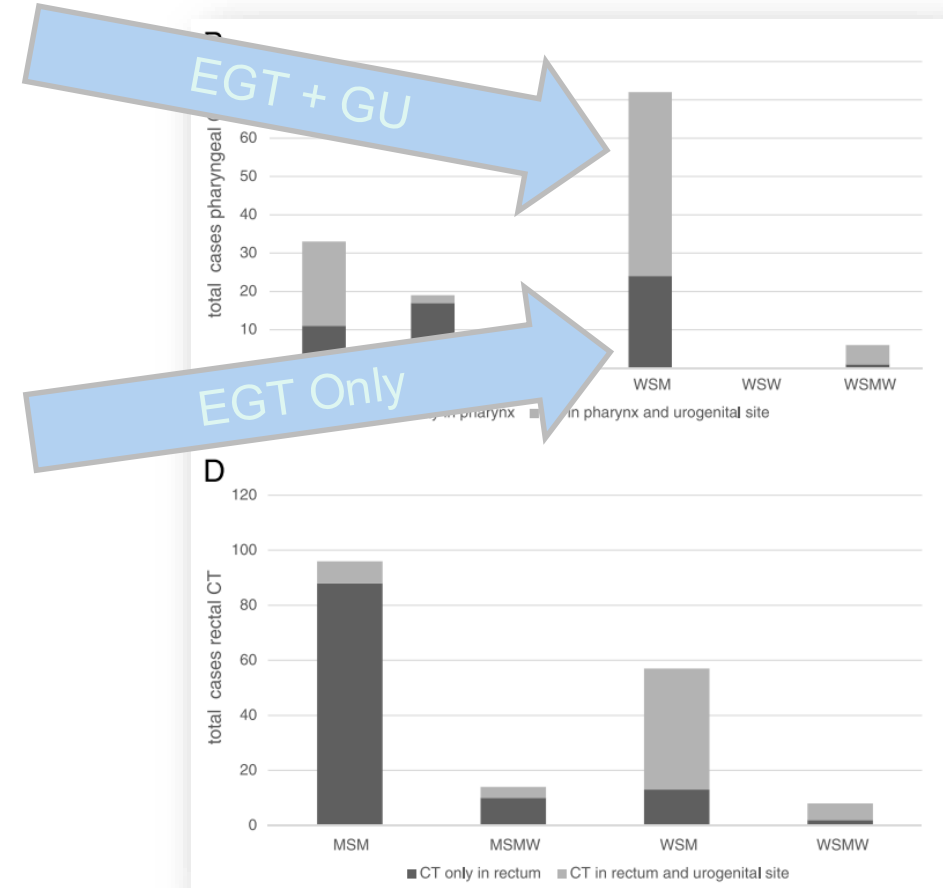 EGT + GU
60
50
40
30
20
10
total cases pharyngeal
WSM WSW WSMW
EGT Only
in pharynx in pharynx and urogenital site
D
120
100
80
60
40
20
0
total cases rectal CT
MSM MSMW WSM WSMW
CT only in rectum CT in rectum and urogenital site